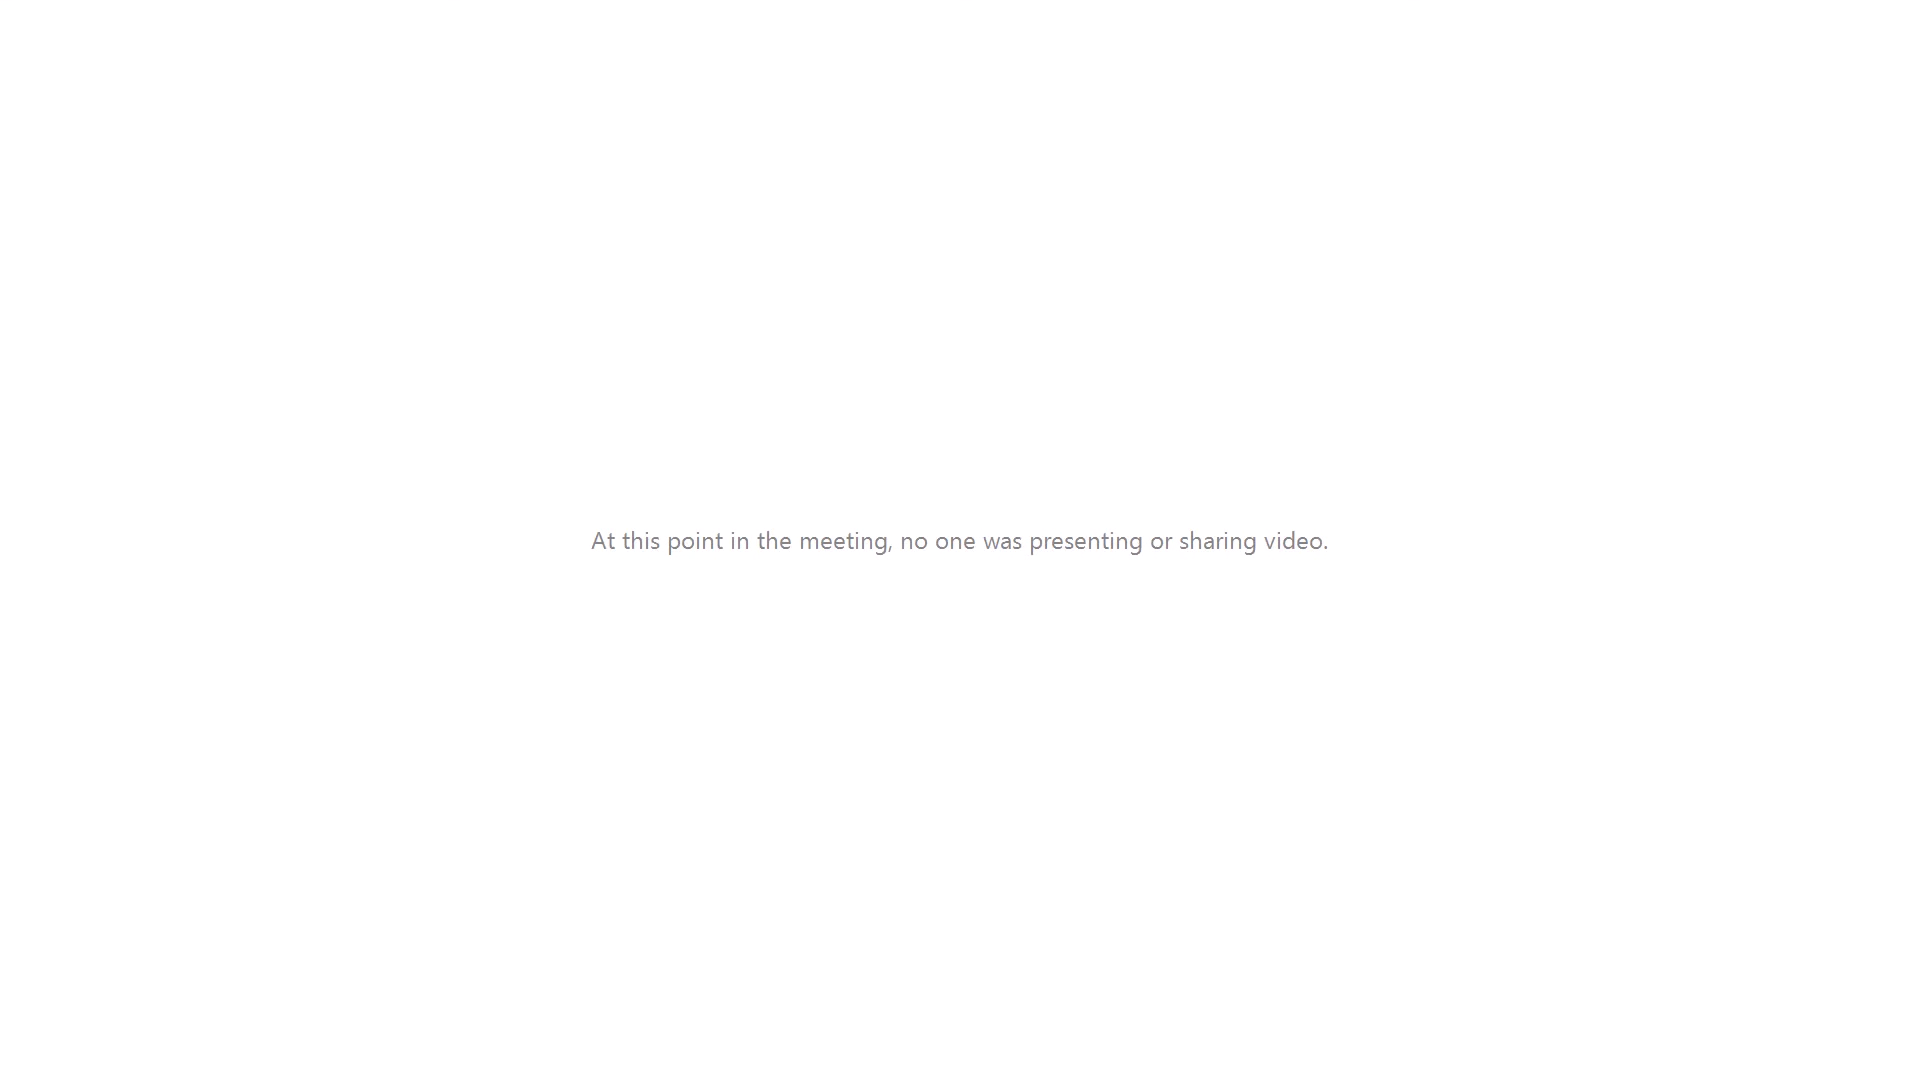 At this point in the meeting, no one was presenting or sharing video.